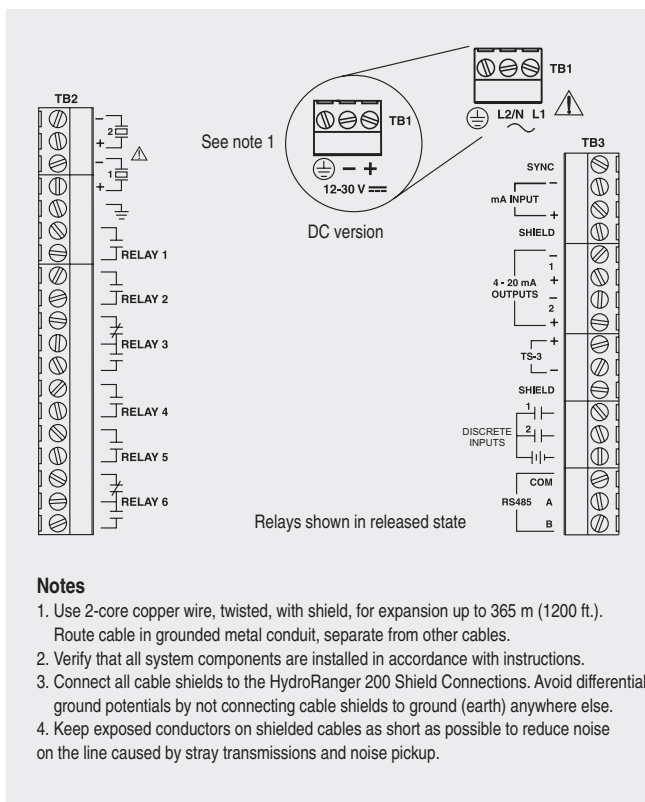 TB2
2
-
+
-
1
+
RELAY 1
RELAY 2
RELAY 3
RELAY 4
RELAY 5
RELAY 6
See note 1
TB1
- +
12-30 V
DC version
TB1
L2/N L1
TB3
SYNC
-
mA INPUT
+
SHIELD
-
1
+
4 - 20 mA
OUTPUTS
-
2
+
+
TS-3
-
SHIELD
1
2
DISCRETE
INPUTS
COM
RS485 A
B
Relays shown in released state
Notes
1. Use 2-core copper wire, twisted, with shield, for expansion up to 365 m (1200 ft.).
Route cable in grounded metal conduit, separate from other cables.
2. Verify that all system components are installed in accordance with instructions.
3. Connect all cable shields to the HydroRanger 200 Shield Connections. Avoid differential
ground potentials by not connecting cable shields to ground (earth) anywhere else.
4. Keep exposed conductors on shielded cables as short as possible to reduce noise
on the line caused by stray transmissions and noise pickup.